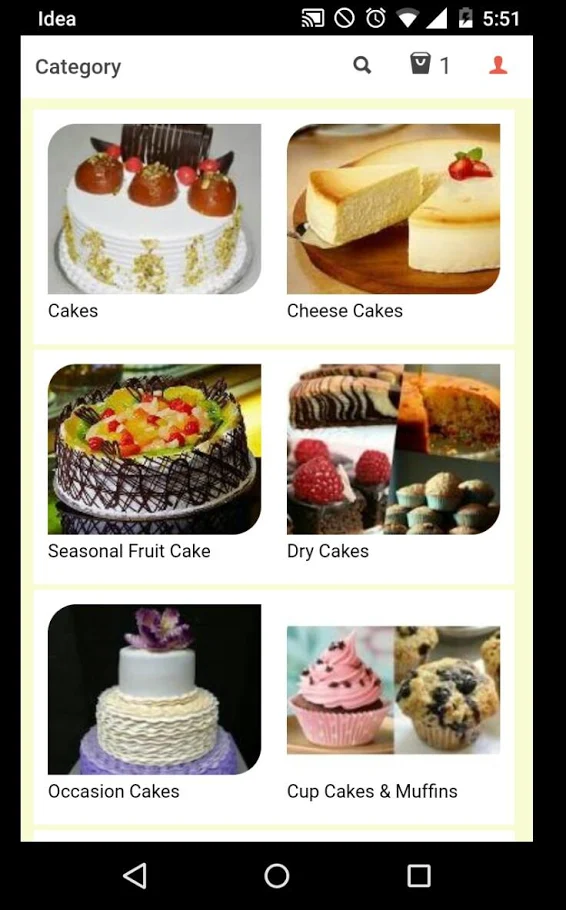 Idea 5:51
Category 1
Cakes Cheese Cakes
Seasonal Fruit Cake Dry Cakes
Occasion Cakes Cup Cakes & Muffins